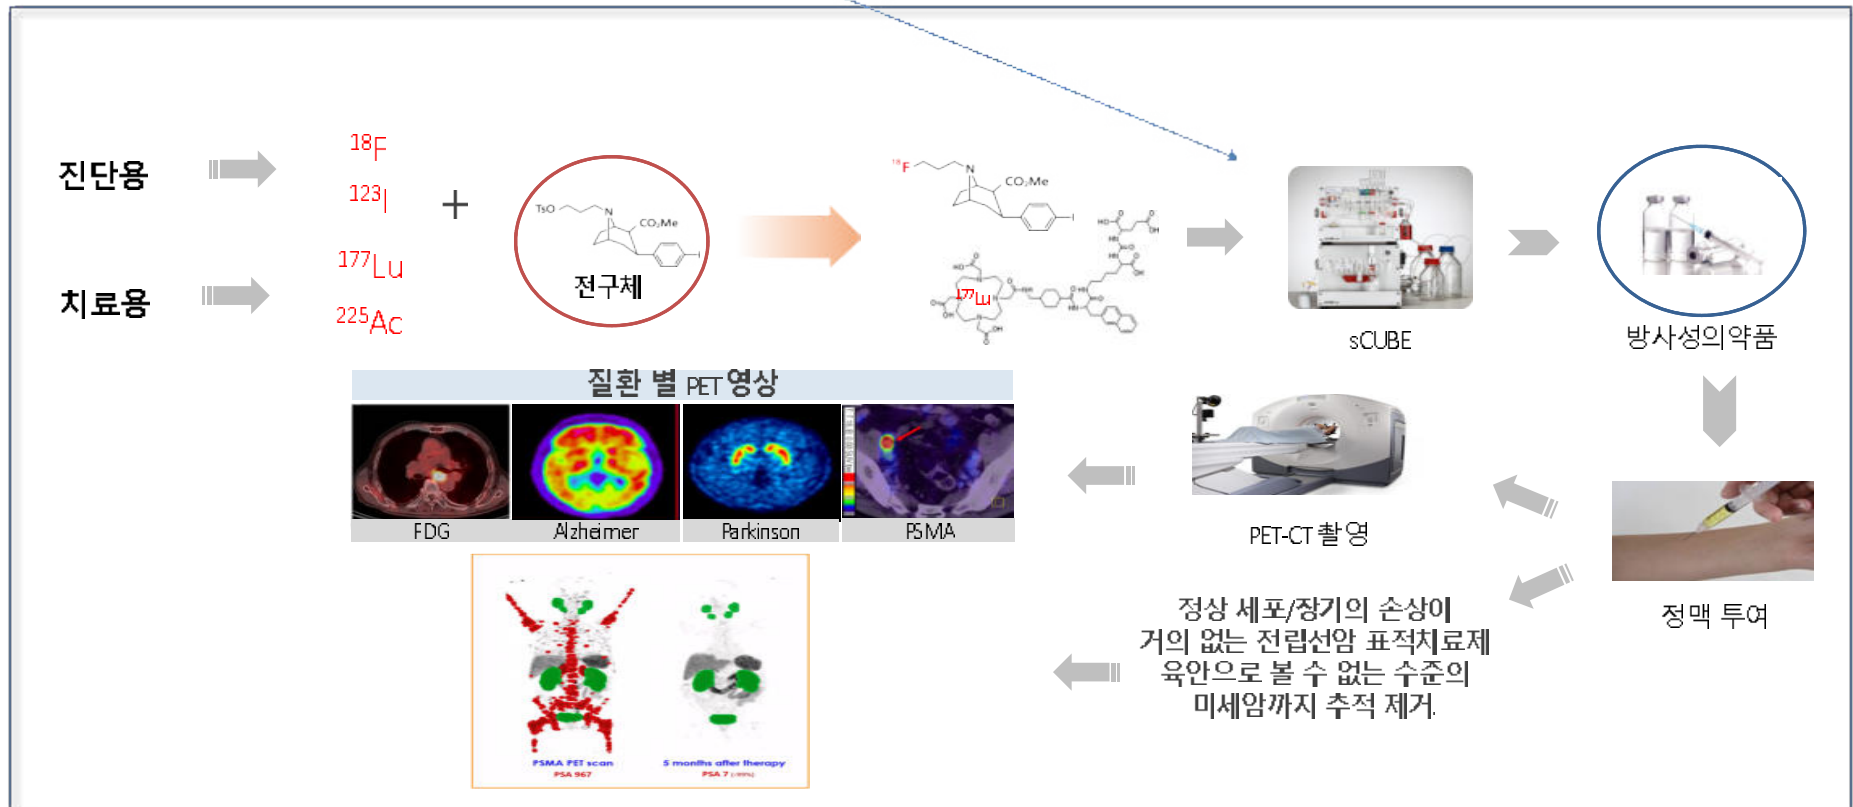 진단용
치료용
¹⁸F
¹²³I
¹⁷⁷Lu
²²⁵Ac
+
TsO
N
CO₂Me
I
전구체
¹⁸F
N
CO₂Me
I
¹⁷⁷Lu
sCUBE
방사성의약품
질환 별 PET 영상
FDG
Alzheimer
Parkinson
PSMA
PET-CT 촬영
정맥 투여
정상 세포/장기의 손상이
거의 없는 전립선암 표적치료제
육안으로 볼 수 없는 수준의
미세암까지 추적 제거.
PSMA PET scan
PSA 967
5 months after therapy
PSA 7 (-99%)